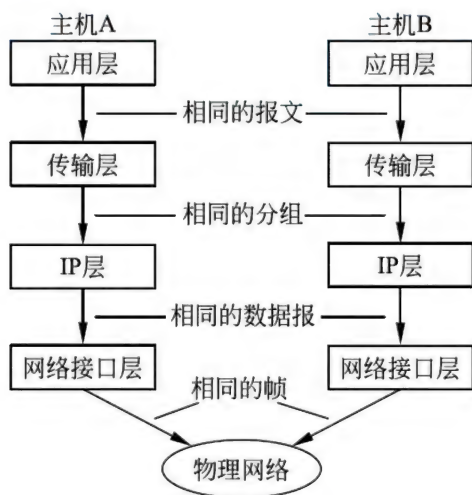 主机A 主机B
应用层 应用层
相同的报文
传输层 传输层
相同的分组
IP层 IP层
相同的数据报
网络接口层 网络接口层
相同的帧
物理网络